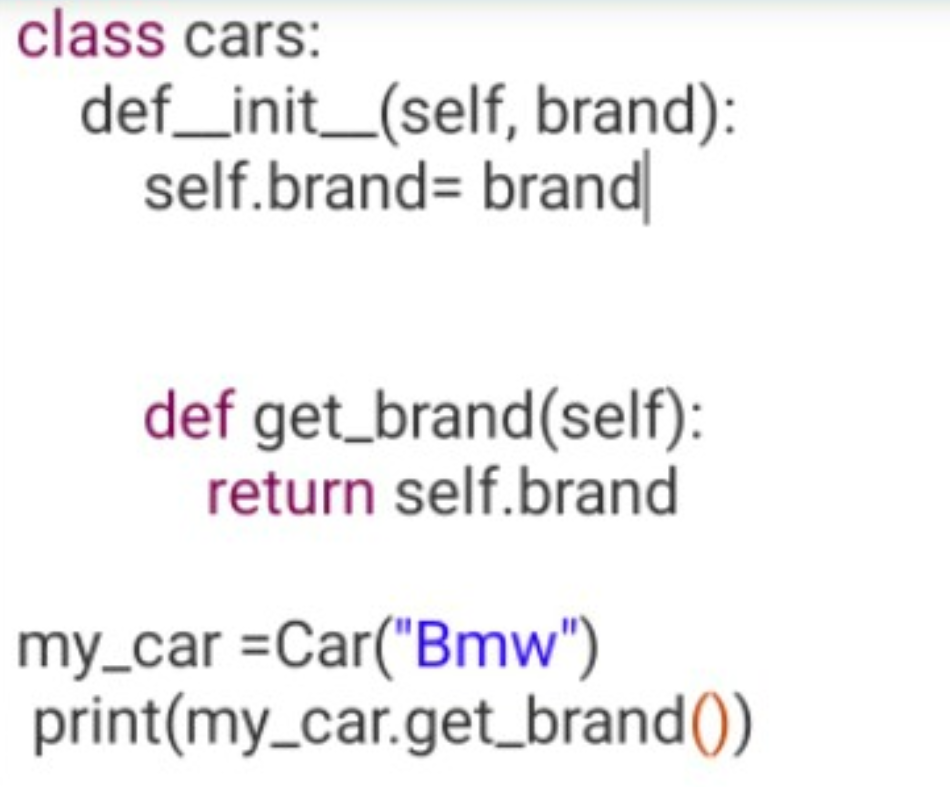 class cars:
    def__init__(self, brand):
        self.brand= brand
        def get_brand(self):
            return self.brand
my_car =Car("Bmw")
 print(my_car.get_brand())